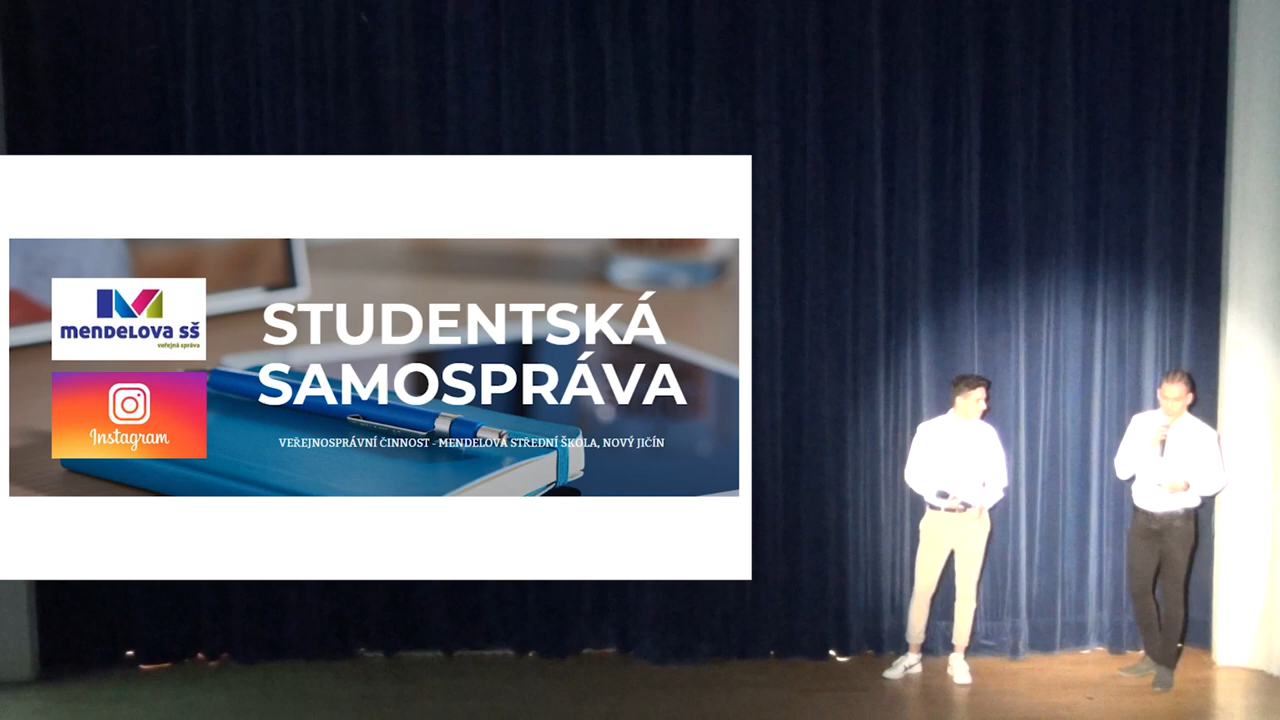 mendelova sš
veřejná správa
Instagram
STUDENTSKÁ
SAMOSPRÁVA
VEŘEJNOSPRÁVNÍ ČINNOST - MENDELOVA STŘEDNÍ ŠKOLA, NOVÝ JIČÍN